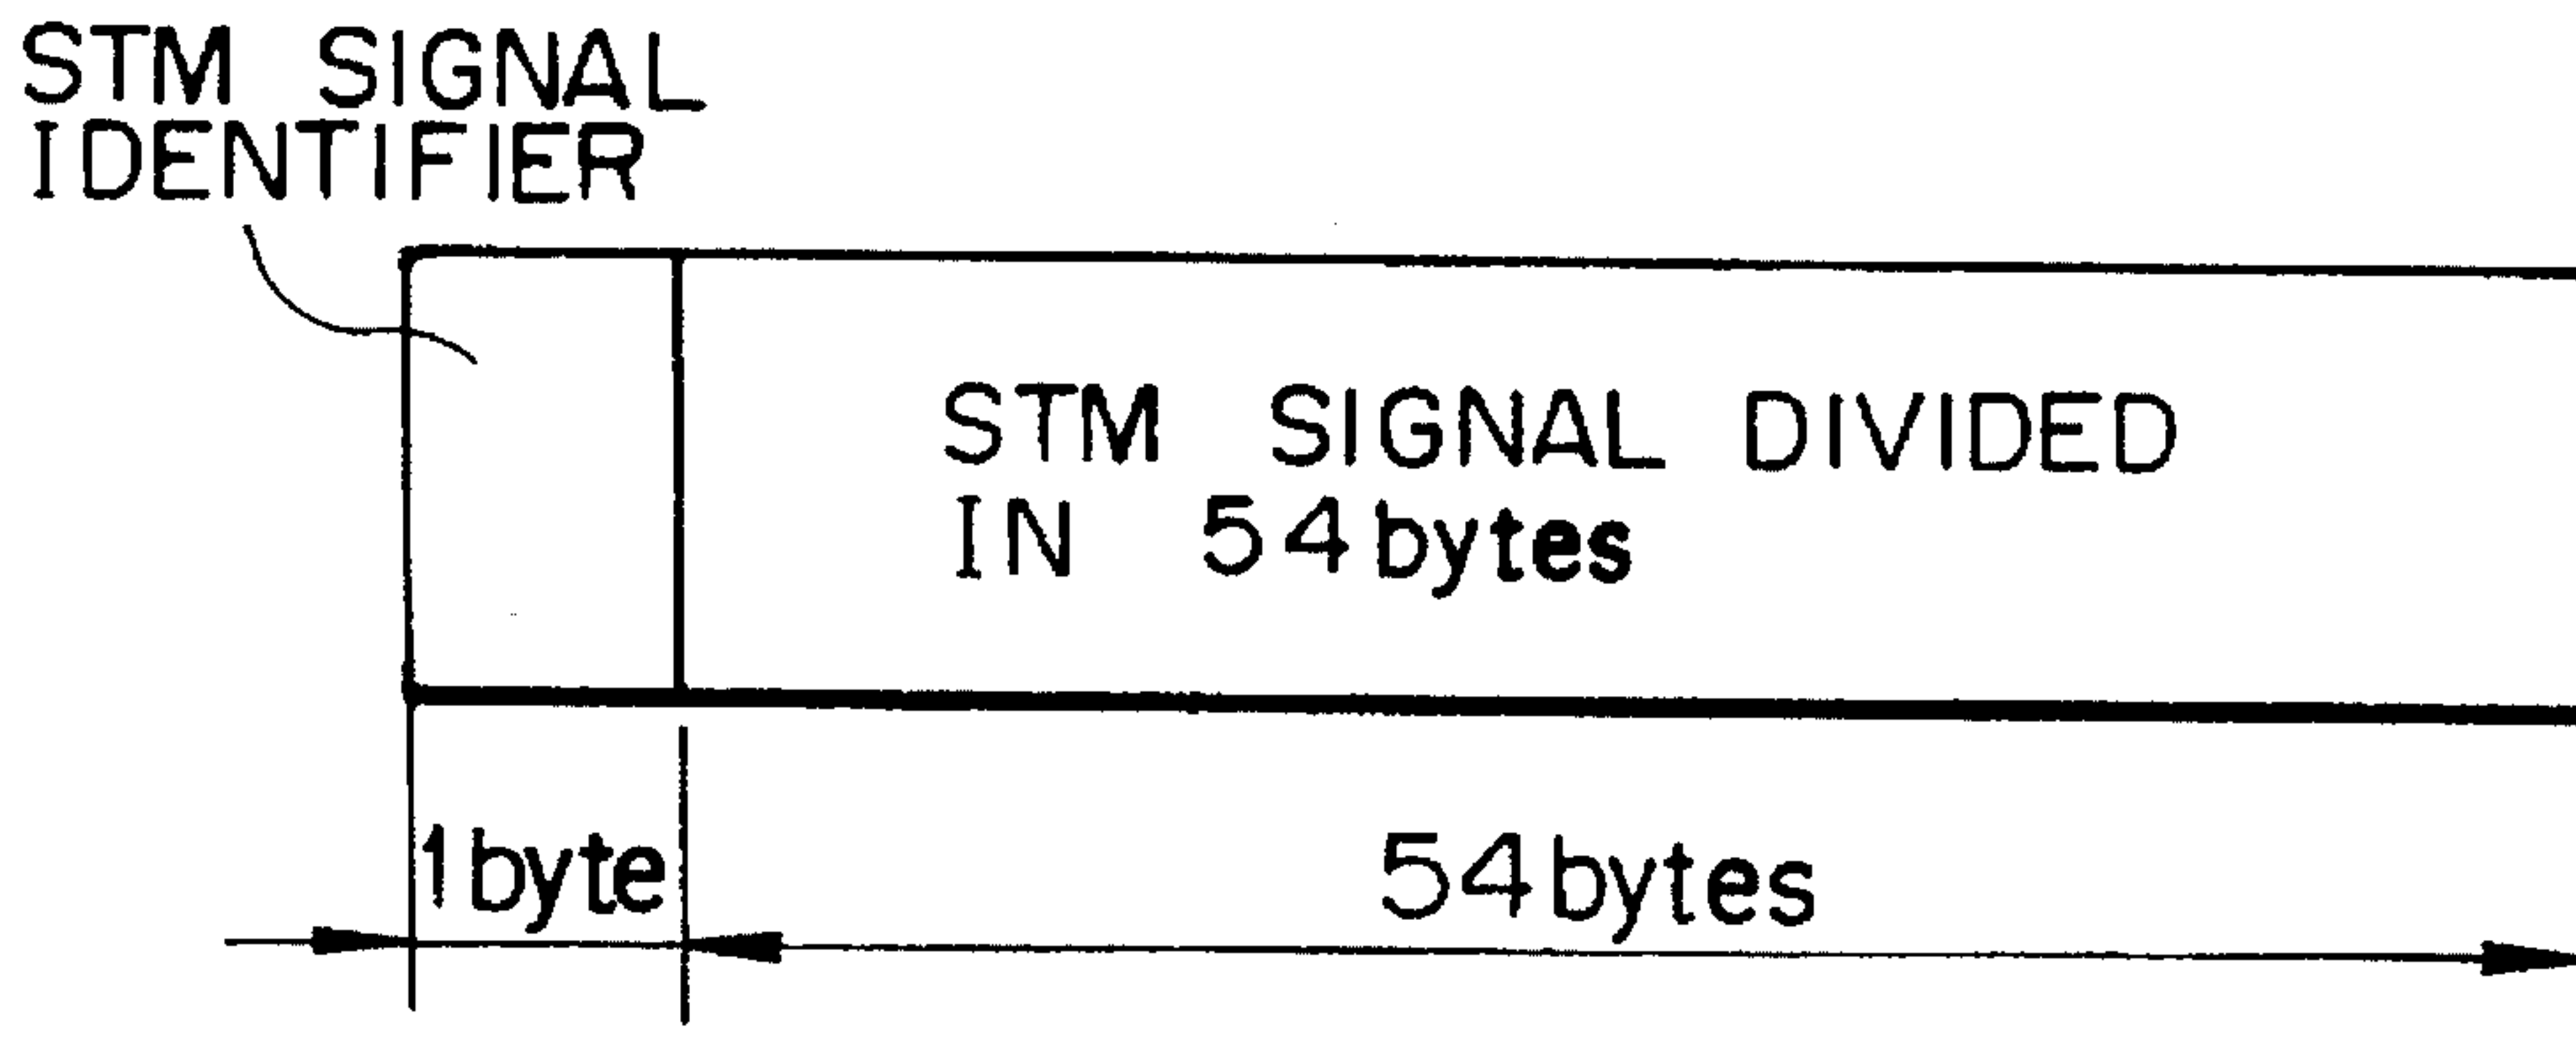 STM SIGNAL
IDENTIFIER
STM SIGNAL DIVIDED
IN 54bytes
1byte
54bytes